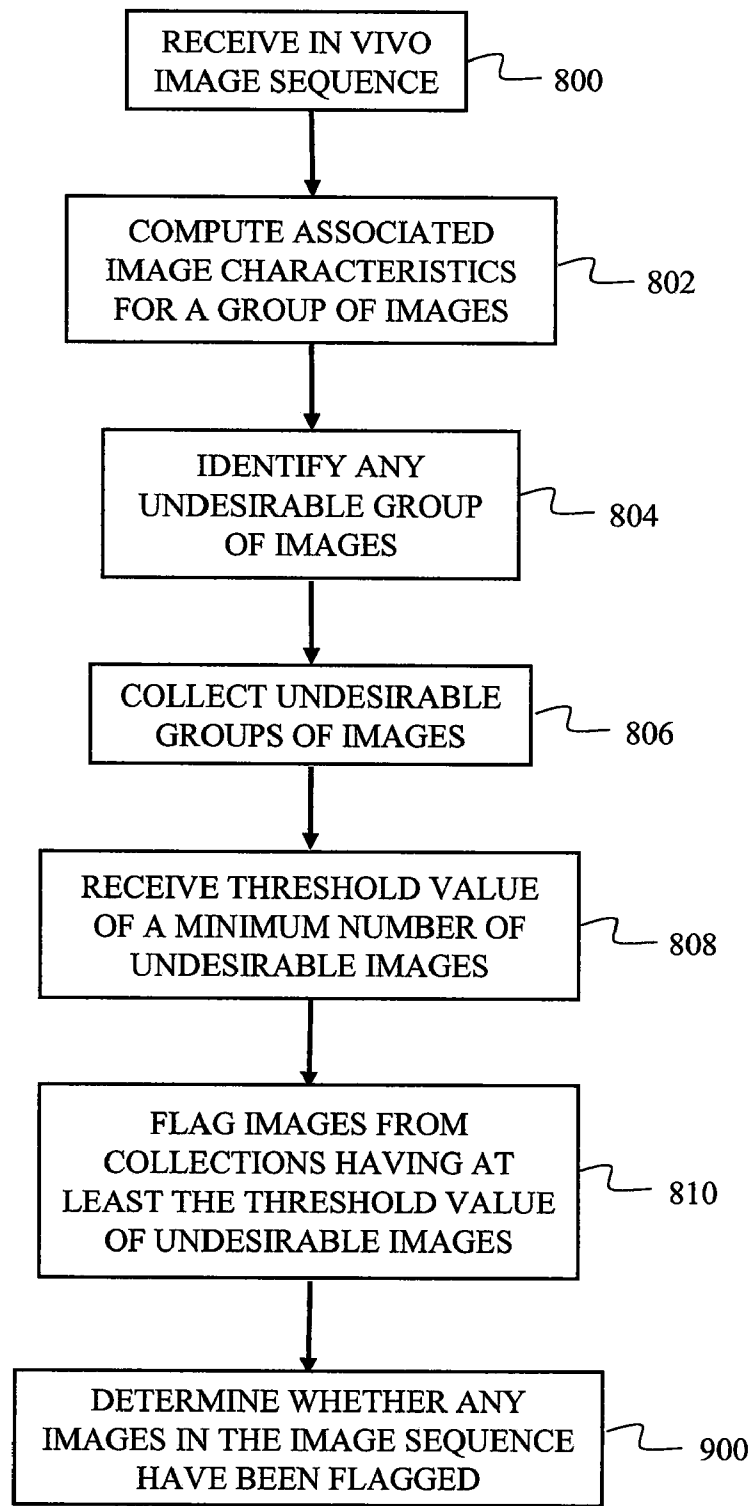 RECEIVE IN VIVO
IMAGE SEQUENCE
800
COMPUTE ASSOCIATED
IMAGE CHARACTERISTICS
FOR A GROUP OF IMAGES
802
IDENTIFY ANY
UNDESIRABLE GROUP
OF IMAGES
804
COLLECT UNDESIRABLE
GROUPS OF IMAGES
806
RECEIVE THRESHOLD VALUE
OF A MINIMUM NUMBER OF
UNDESIRABLE IMAGES
808
FLAG IMAGES FROM
COLLECTIONS HAVING AT
LEAST THE THRESHOLD VALUE
OF UNDESIRABLE IMAGES
810
DETERMINE WHETHER ANY
IMAGES IN THE IMAGE SEQUENCE
HAVE BEEN FLAGGED
900